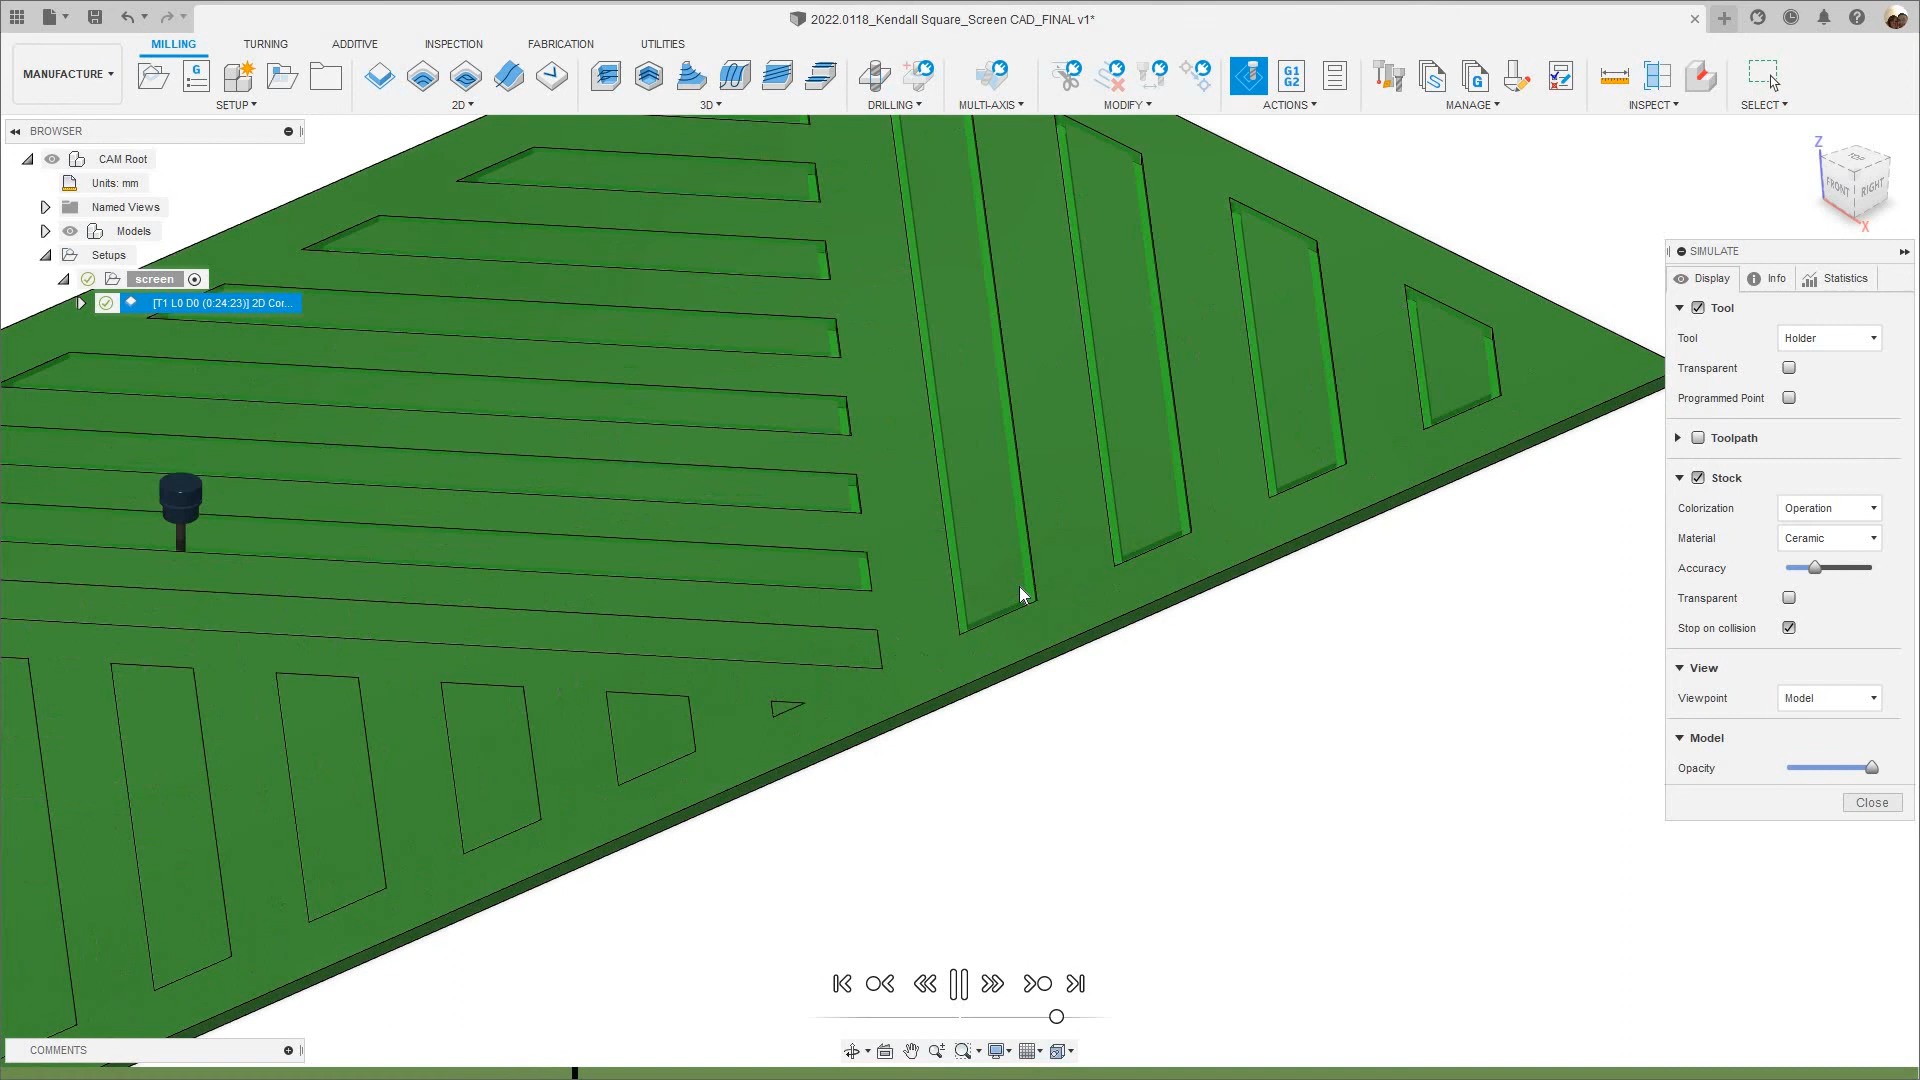 2022.0118_Kendall Square_Screen CAD_FINAL v1*
MANUFACTURE
MILLING
TURNING
ADDITIVE
INSPECTION
FABRICATION
UTILITIES
G
G1
G2
G
SETUP
2D
3D
DRILLING
MULTI-AXIS
MODIFY
ACTIONS
MANAGE
INSPECT
SELECT
BROWSER
CAM Root
Units: mm
Named Views
Models
Setups
screen
[T1 L0 D0 (0:24:23)] 2D Cor...
Z
TOP
FRONT
RIGHT
X
SIMULATE
Display
Info
Statistics
Tool
Tool
Holder
Transparent
Programmed Point
Toolpath
Stock
Colorization
Operation
Material
Ceramic
Accuracy
Transparent
Stop on collision
View
Viewpoint
Model
Model
Opacity
Close
COMMENTS